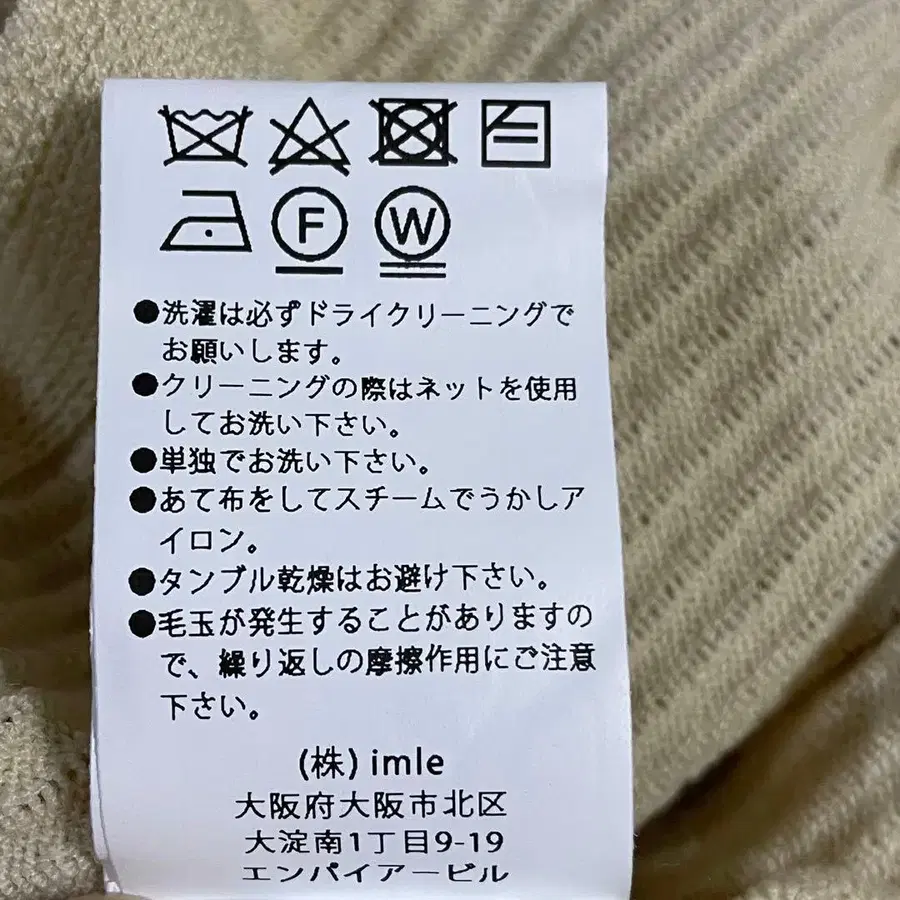 F W
●洗濯は必ずドライクリーニングで
お願いします。
●クリーニングの際はネットを使用
してお洗い下さい。
●単独でお洗い下さい。
●あて布をしてスチームでうかしア
イロン。
●タンブル乾燥はお避け下さい。
●毛玉が発生することがありますの
で、繰り返しの摩擦作用にご注意
下さい。
(株) imle
大阪府大阪市北区
大淀南1丁目9-19
エンパイアービル